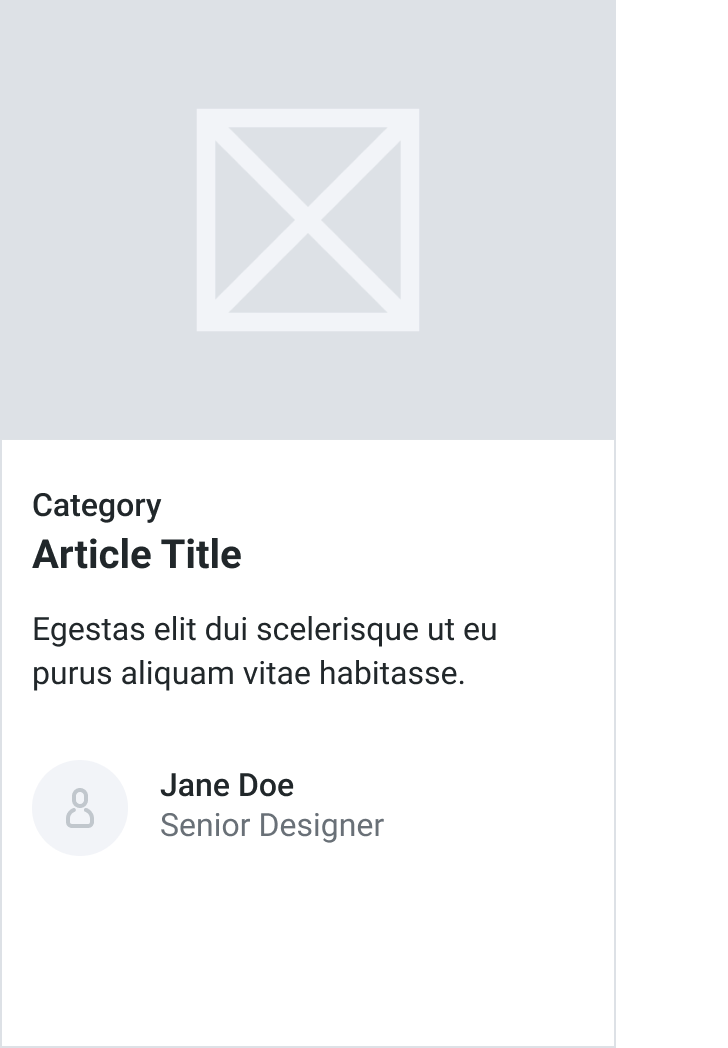 Category
Article Title
Egestas elit dui scelerisque ut eu
purus aliquam vitae habitasse.
Jane Doe
Senior Designer